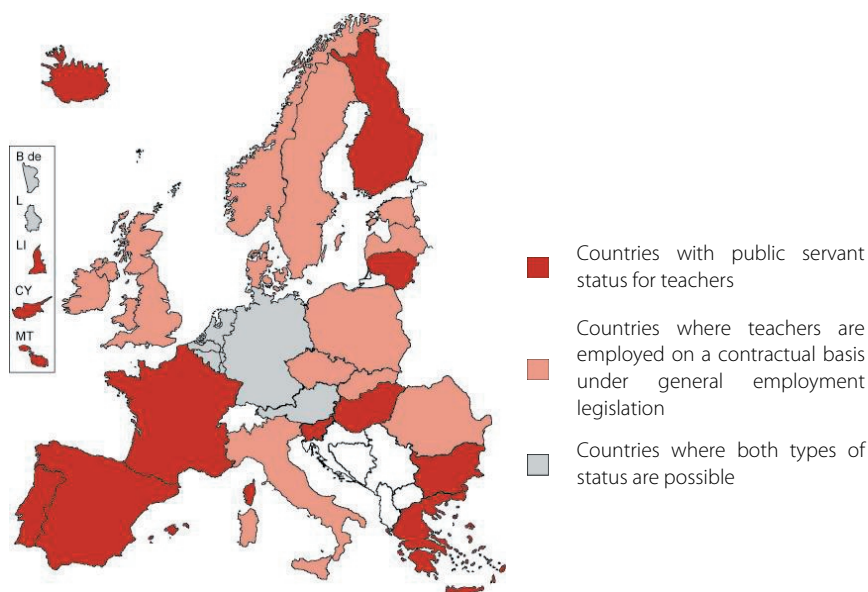 B de
L
LI
CY
MT
Countries with public servant
status for teachers
Countries where teachers are
employed on a contractual basis
under general employment
legislation
Countries where both types of
status are possible